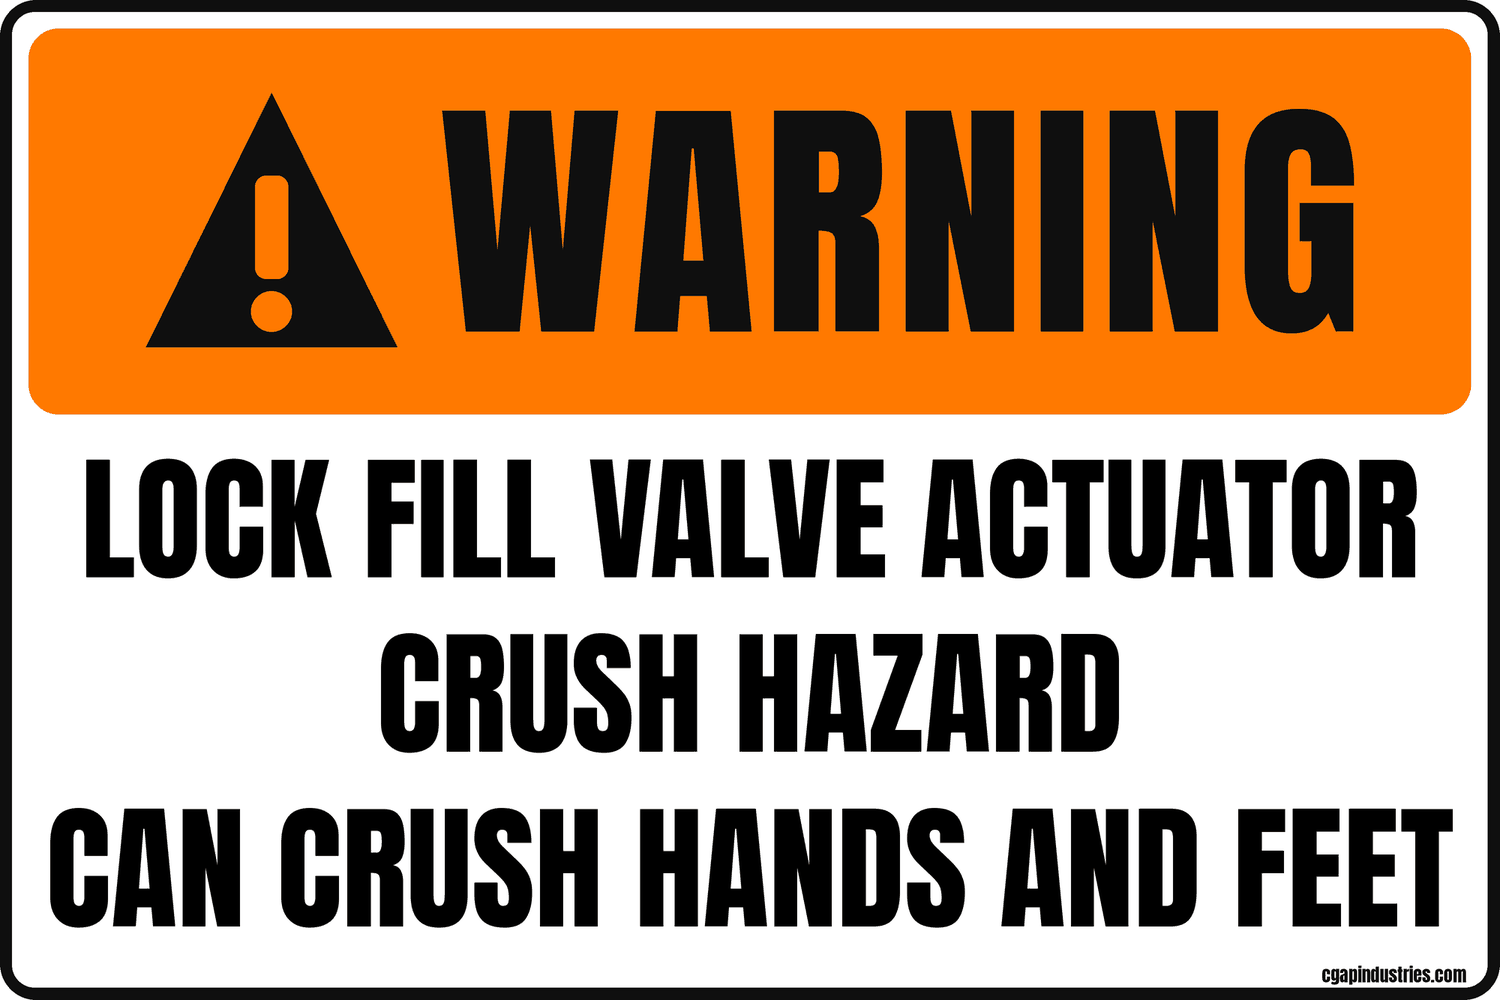 WARNING
LOCK FILL VALVE ACTUATOR
CRUSH HAZARD
CAN CRUSH HANDS AND FEET
cgapindustries.com